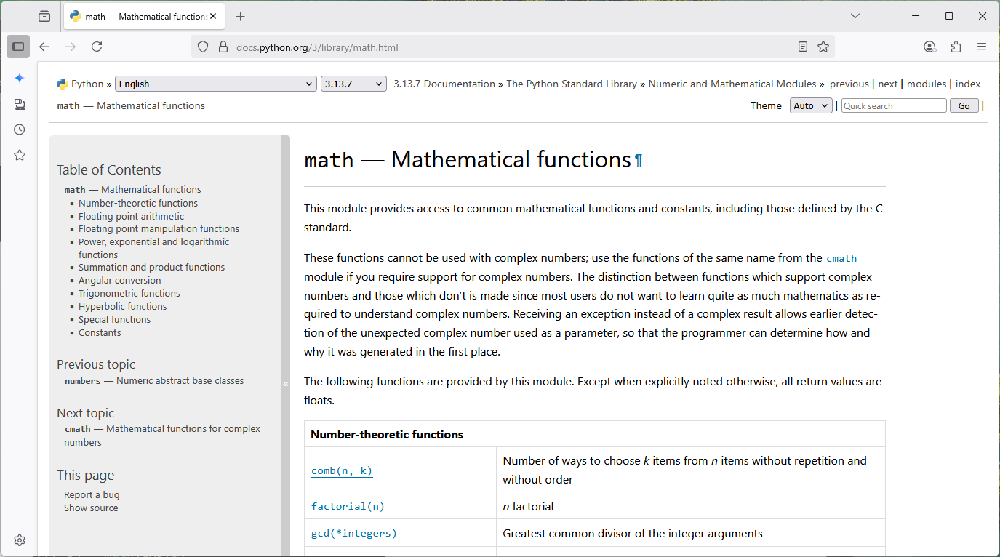 math — Mathematical function
docs.python.org/3/library/math.html
Python » English 3.13.7 3.13.7 Documentation » The Python Standard Library » Numeric and Mathematical Modules » previous | next | modules | index
math — Mathematical functions Theme Auto | Quick search Go |
Table of Contents
math — Mathematical functions
Number-theoretic functions
Floating point arithmetic
Floating point manipulation functions
Power, exponential and logarithmic
functions
Summation and product functions
Angular conversion
Trigonometric functions
Hyperbolic functions
Special functions
Constants
Previous topic
numbers — Numeric abstract base classes
Next topic
cmath — Mathematical functions for complex
numbers
This page
Report a bug
Show source
«
math — Mathematical functions¶
This module provides access to common mathematical functions and constants, including those defined by the C
standard.
These functions cannot be used with complex numbers; use the functions of the same name from the cmath
module if you require support for complex numbers. The distinction between functions which support complex
numbers and those which don’t is made since most users do not want to learn quite as much mathematics as re-
quired to understand complex numbers. Receiving an exception instead of a complex result allows earlier detec-
tion of the unexpected complex number used as a parameter, so that the programmer can determine how and
why it was generated in the first place.
The following functions are provided by this module. Except when explicitly noted otherwise, all return values are
floats.
Number-theoretic functions
comb(n, k) Number of ways to choose k items from n items without repetition and
without order
factorial(n) n factorial
gcd(*integers) Greatest common divisor of the integer arguments